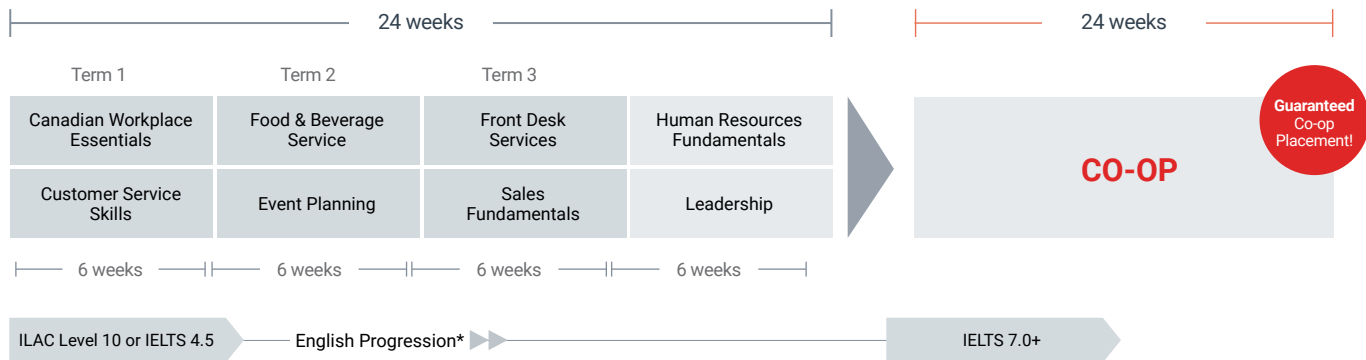 24 weeks
24 weeks
Term 1
Term 2
Term 3
Canadian Workplace
Essentials
Food & Beverage
Service
Front Desk
Services
Human Resources
Fundamentals
Guaranteed
Co-op
Placement!
CO-OP
Customer Service
Skills
Event Planning
Sales
Fundamentals
Leadership
6 weeks
6 weeks
6 weeks
6 weeks
ILAC Level 10 or IELTS 4.5
English Progression*
IELTS 7.0+